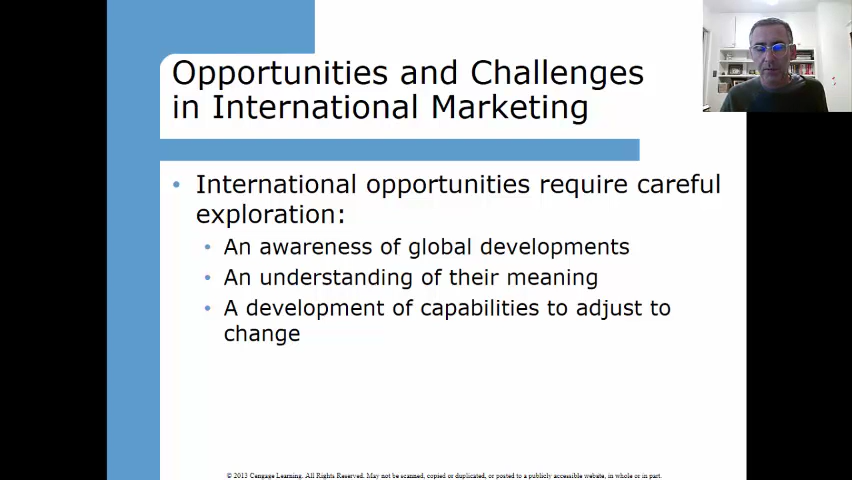 Opportunities and Challenges
in International Marketing
• International opportunities require careful
exploration:
• An awareness of global developments
• An understanding of their meaning
• A development of capabilities to adjust to
change
© 2013 Cengage Learning. All Rights Reserved. May not be scanned, copied or duplicated, or posted to a publicly accessible website, in whole or in part.